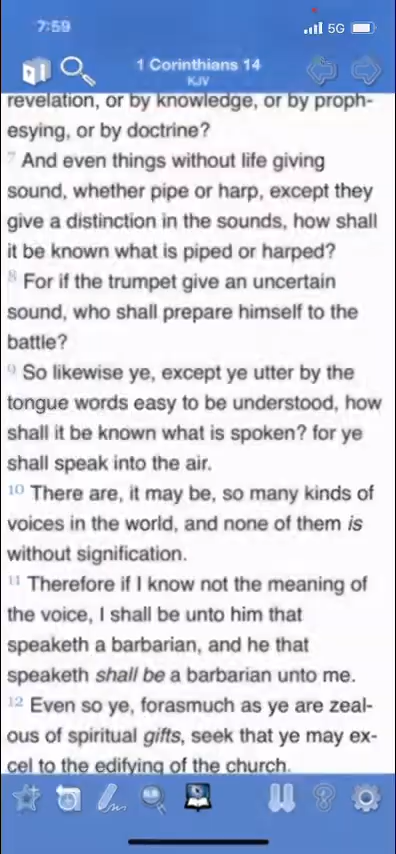 7:59
5G
1 Corinthians 14
KJV
revelation, or by knowledge, or by proph-
esying, or by doctrine?
7 And even things without life giving
sound, whether pipe or harp, except they
give a distinction in the sounds, how shall
it be known what is piped or harped?
8 For if the trumpet give an uncertain
sound, who shall prepare himself to the
battle?
9 So likewise ye, except ye utter by the
tongue words easy to be understood, how
shall it be known what is spoken? for ye
shall speak into the air.
10 There are, it may be, so many kinds of
voices in the world, and none of them is
without signification.
11 Therefore if I know not the meaning of
the voice, I shall be unto him that
speaketh a barbarian, and he that
speaketh shall be a barbarian unto me.
12 Even so ye, forasmuch as ye are zeal-
ous of spiritual gifts, seek that ye may ex-
cel to the edifying of the church.